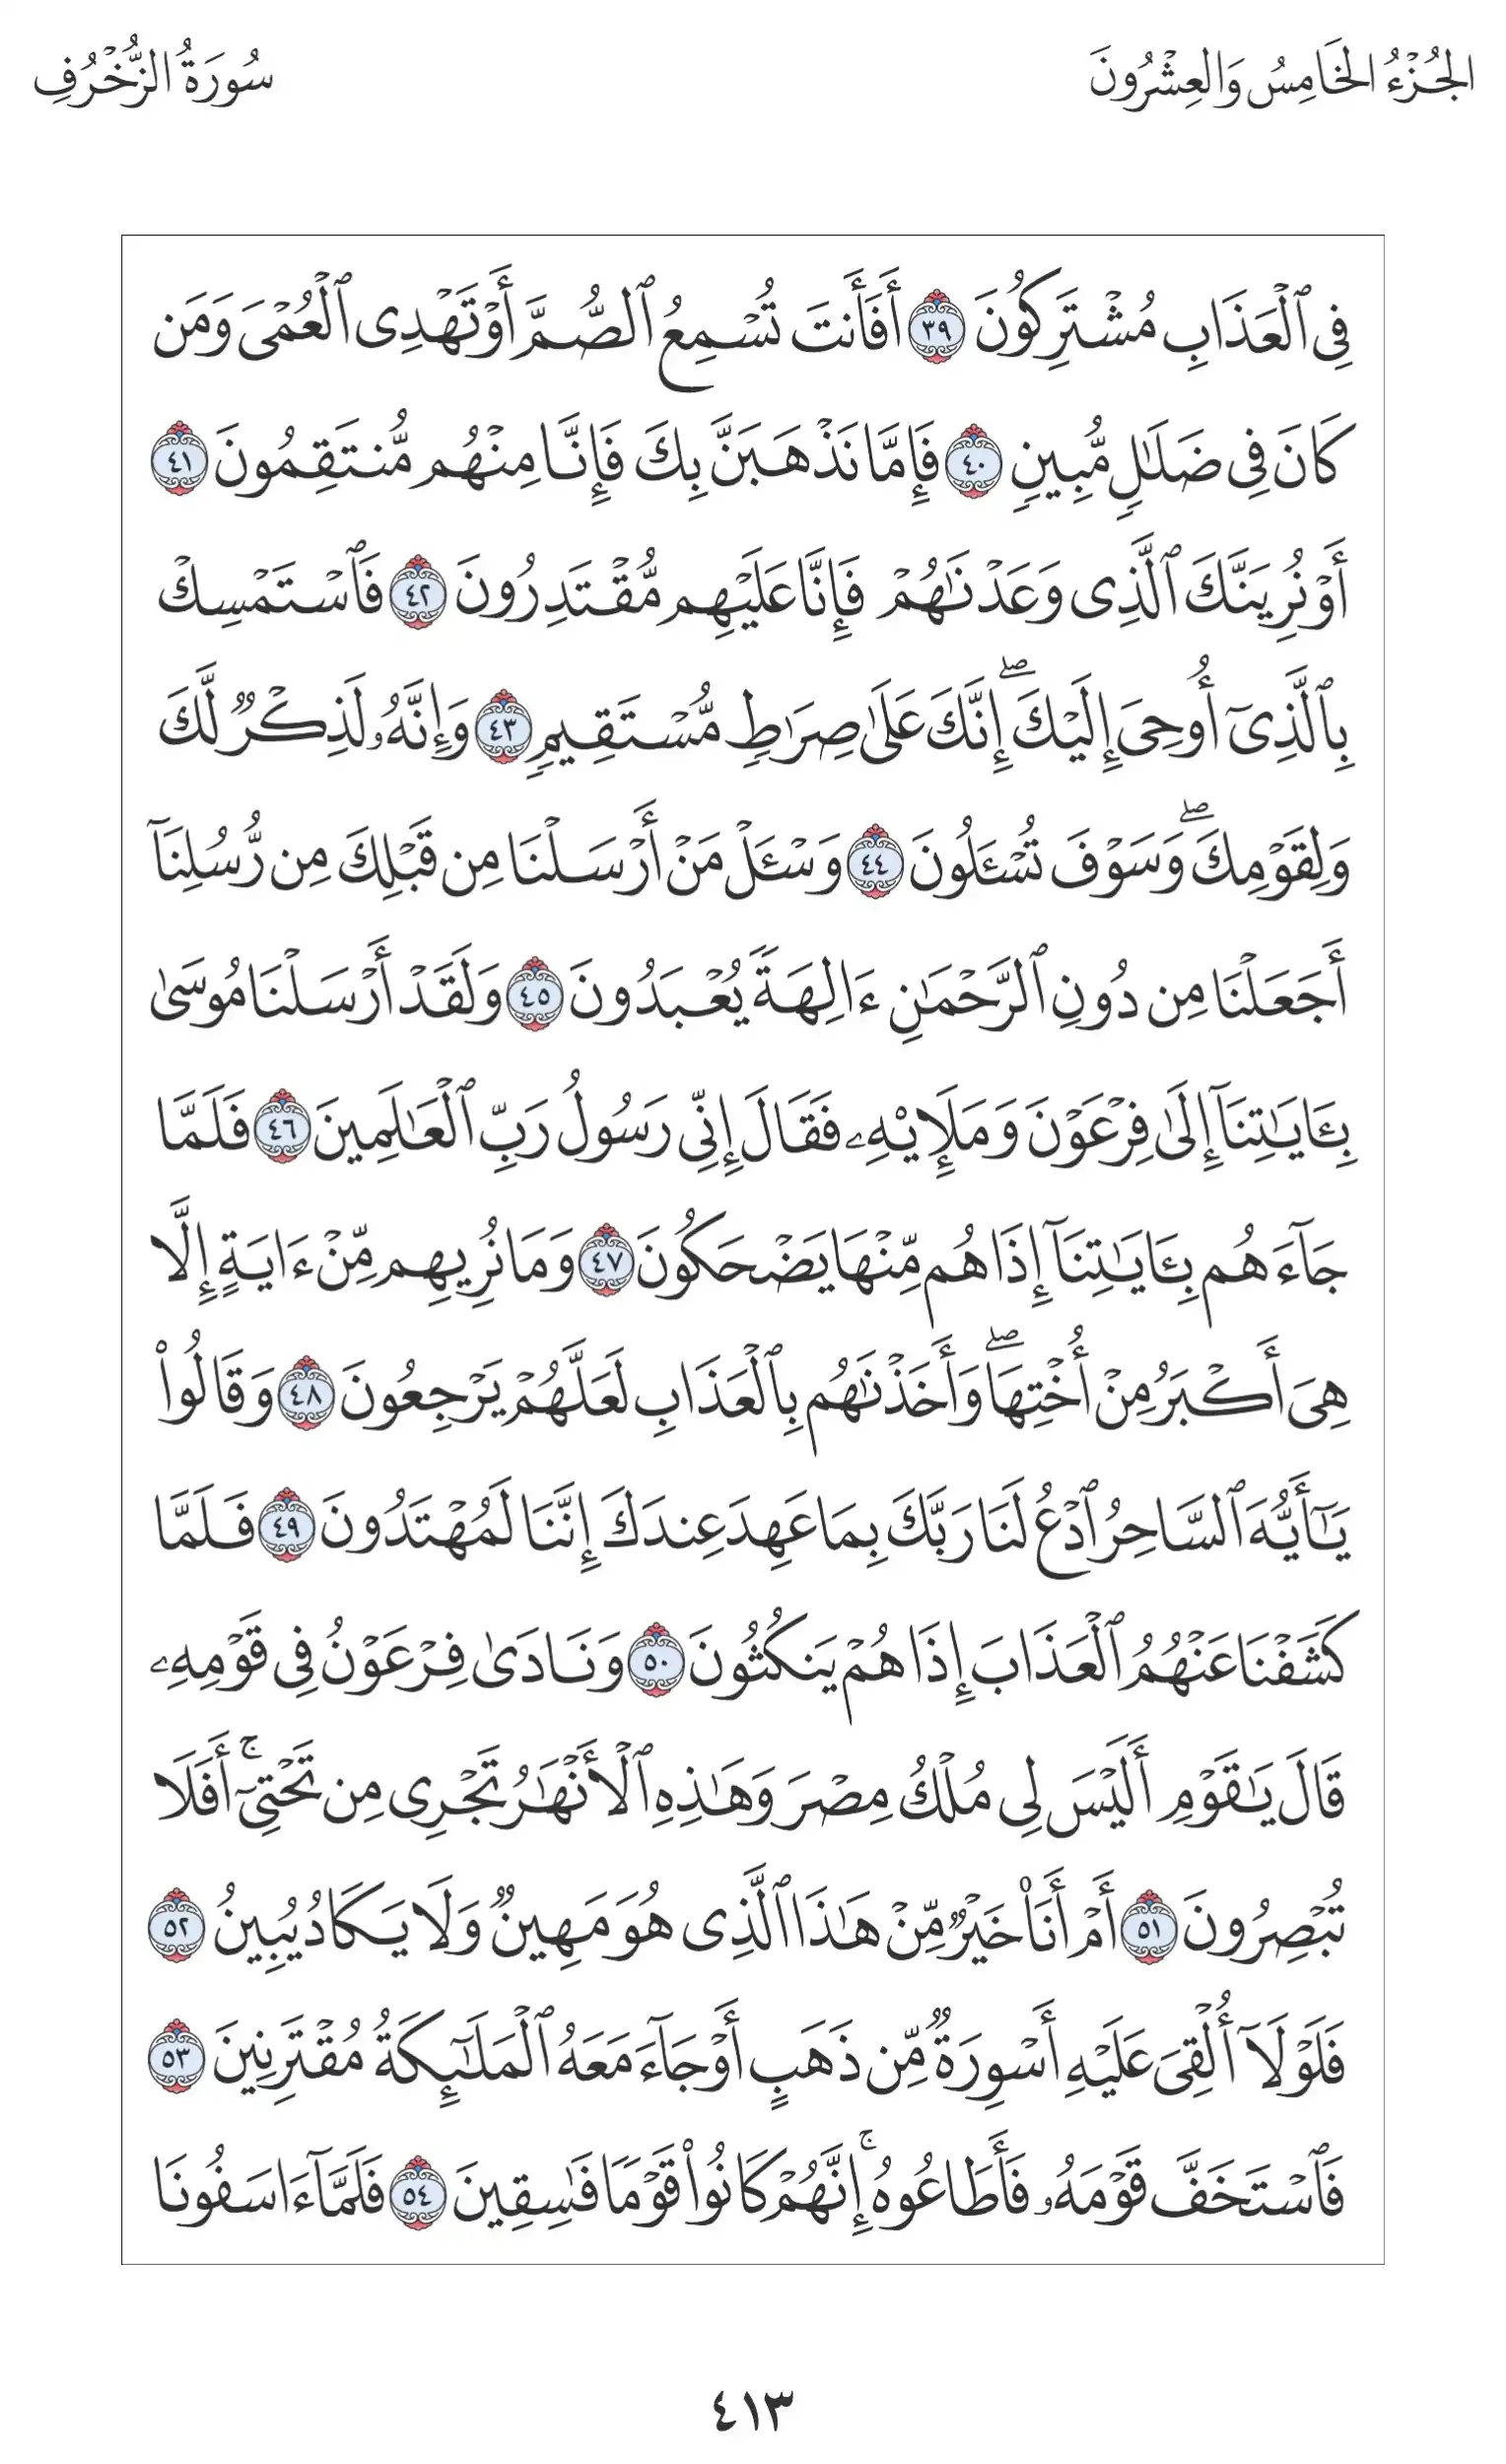 الجُزْءُ الخَامِسُ وَالعِشْرُونَ
سُورَةُ الزُّخْرُفِ
فِى ٱلْعَذَابِ مُشْتَرِكُونَ ٣٩ أَفَأَنتَ تُسْمِعُ ٱلصُّمَّ أَوْ تَهْدِى ٱلْعُمْىَ وَمَن
كَانَ فِى ضَلَـٰلٍ مُّبِينٍ ٤٠ فَإِمَّا نَذْهَبَنَّ بِكَ فَإِنَّا مِنْهُم مُّنتَقِمُونَ ٤١
أَوْ نُرِيَنَّكَ ٱلَّذِى وَعَدْنَـٰهُمْ فَإِنَّا عَلَيْهِم مُّقْتَدِرُونَ ٤٢ فَٱسْتَمْسِكْ
بِٱلَّذِىٓ أُوحِىَ إِلَيْكَ ۖ إِنَّكَ عَلَىٰ صِرَٰطٍ مُّسْتَقِيمٍ ٤٣ وَإِنَّهُۥ لَذِكْرٌ لَّكَ
وَلِقَوْمِكَ ۖ وَسَوْفَ تُسْـَٔلُونَ ٤٤ وَسْـَٔلْ مَنْ أَرْسَلْنَا مِن قَبْلِكَ مِن رُّسُلِنَآ
أَجَعَلْنَا مِن دُونِ ٱلرَّحْمَـٰنِ ءَالِهَةً يُعْبَدُونَ ٤٥ وَلَقَدْ أَرْسَلْنَا مُوسَىٰ
بِـَٔايَـٰتِنَآ إِلَىٰ فِرْعَوْنَ وَمَلَإِي۟هِۦ فَقَالَ إِنِّى رَسُولُ رَبِّ ٱلْعَـٰلَمِينَ ٤٦ فَلَمَّا
جَآءَهُم بِـَٔايَـٰتِنَآ إِذَا هُم مِّنْهَا يَضْحَكُونَ ٤٧ وَمَا نُرِيهِم مِّنْ ءَايَةٍ إِلَّا
هِىَ أَكْبَرُ مِنْ أُخْتِهَا ۖ وَأَخَذْنَـٰهُم بِٱلْعَذَابِ لَعَلَّهُمْ يَرْجِعُونَ ٤٨ وَقَالُوا۟
يَـٰٓأَيُّهَ ٱلسَّاحِرُ ٱدْعُ لَنَا رَبَّكَ بِمَا عَهِدَ عِندَكَ إِنَّنَا لَمُهْتَدُونَ ٤٩ فَلَمَّا
كَشَفْنَا عَنْهُمُ ٱلْعَذَابَ إِذَا هُمْ يَنكُثُونَ ٥٠ وَنَادَىٰ فِرْعَوْنُ فِى قَوْمِهِۦ
قَالَ يَـٰقَوْمِ أَلَيْسَ لِى مُلْكُ مِصْرَ وَهَـٰذِهِ ٱلْأَنْهَـٰرُ تَجْرِى مِن تَحْتِىٓ ۚ أَفَلَا
تُبْصِرُونَ ٥١ أَمْ أَنَا۠ خَيْرٌ مِّنْ هَـٰذَا ٱلَّذِى هُوَ مَهِينٌ وَلَا يَكَادُ يُبِينُ ٥٢
فَلَوْلَآ أُلْقِىَ عَلَيْهِ أَسْوِرَةٌ مِّن ذَهَبٍ أَوْ جَآءَ مَعَهُ ٱلْمَلَـٰٓئِكَةُ مُقْتَرِنِينَ ٥٣
فَٱسْتَخَفَّ قَوْمَهُۥ فَأَطَاعُوهُ ۚ إِنَّهُمْ كَانُوا۟ قَوْمًا فَـٰسِقِينَ ٥٤ فَلَمَّآ ءَاسَفُونَا
٤١٣